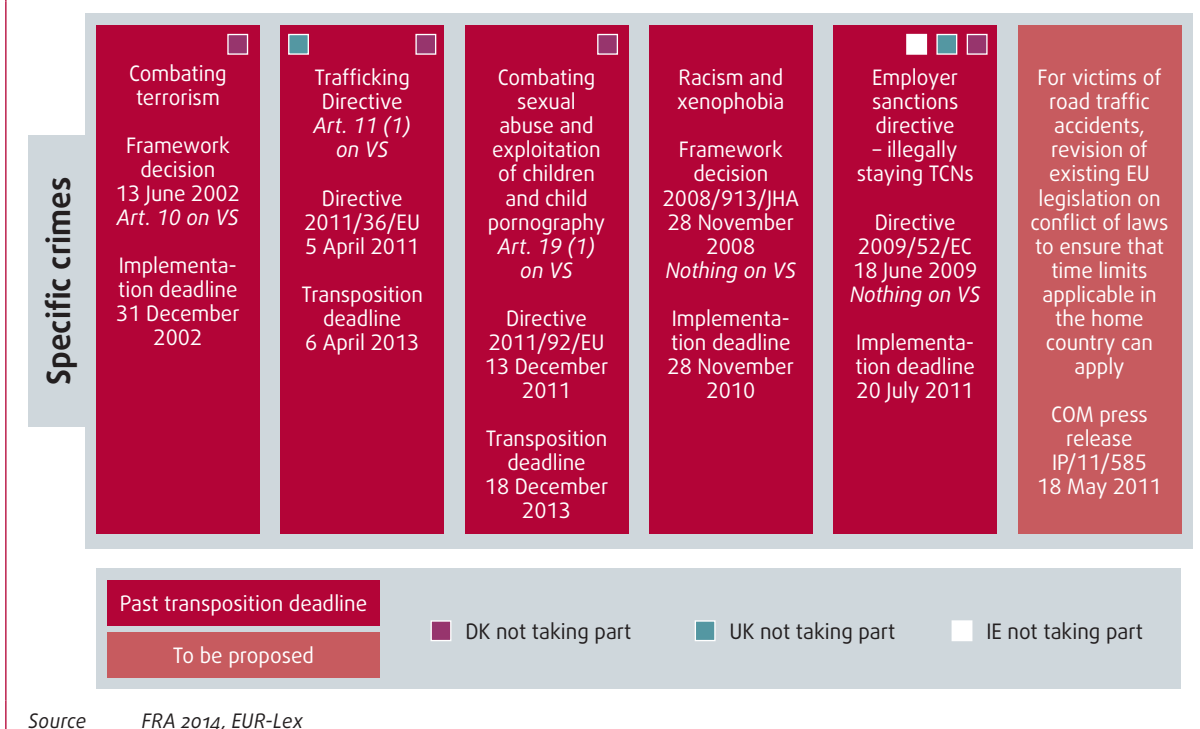 Specific crimes
Combating
terrorism
Framework
decision
13 June 2002
Art. 10 on VS
Implementa-
tion deadline
31 December
2002
Trafficking
Directive
Art. 11 (1)
on VS
Directive
2011/36/EU
5 April 2011
Transposition
deadline
6 April 2013
Combating
sexual
abuse and
exploitation
of children
and child
pornography
Art. 19 (1)
on VS
Directive
2011/92/EU
13 December
2011
Transposition
deadline
18 December
2013
Racism and
xenophobia
Framework
decision
2008/913/JHA
28 November
2008
Nothing on VS
Implementa-
tion deadline
28 November
2010
Employer
sanctions
directive
– illegally
staying TCNs
Directive
2009/52/EC
18 June 2009
Nothing on VS
Implementa-
tion deadline
20 July 2011
For victims of
road traffic
accidents,
revision of
existing EU
legislation on
conflict of laws
to ensure that
time limits
applicable in
the home
country can
apply
COM press
release
IP/11/585
18 May 2011
Past transposition deadline
To be proposed
DK not taking part
UK not taking part
IE not taking part
Source FRA 2014, EUR-Lex